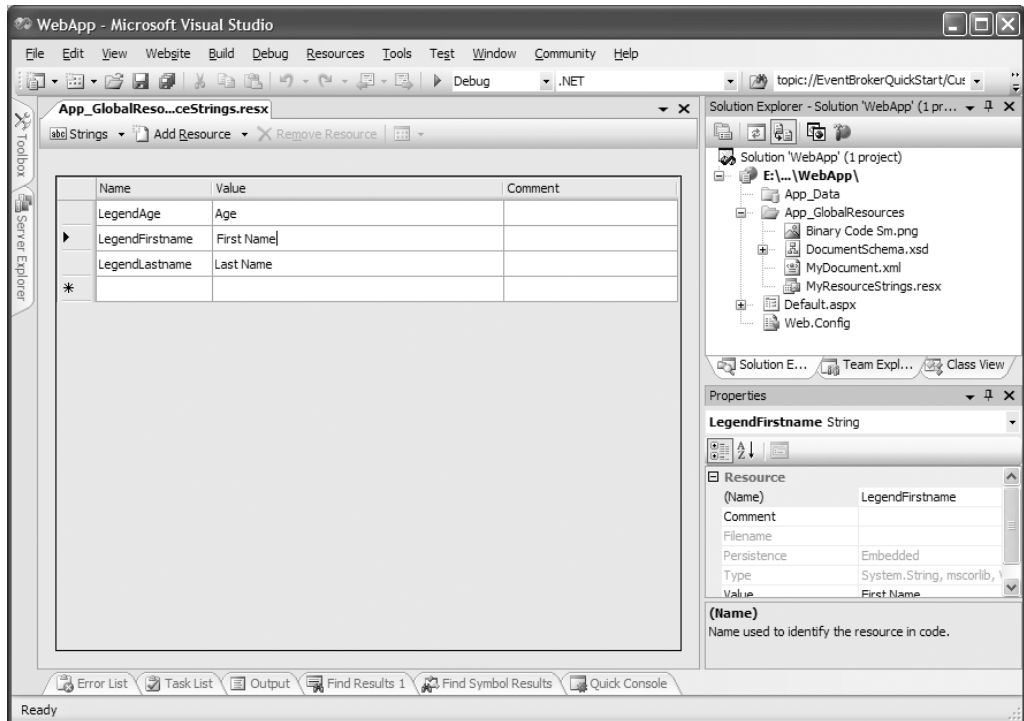 WebApp - Microsoft Visual Studio
File Edit View Website Build Debug Resources Tools Test Window Community Help
Debug .NET topic://EventBrokerQuickStart/Cus
App_GlobalReso...ceStrings.resx
abc Strings Add Resource Remove Resource
Toolbox
Server Explorer
Name Value Comment
LegendAge Age
LegendFirstname First Name
LegendLastname Last Name
Solution Explorer - Solution 'WebApp' (1 pr...
Solution 'WebApp' (1 project)
E:\...\WebApp\
App_Data
App_GlobalResources
Binary Code Sm.png
DocumentSchema.xsd
MyDocument.xml
MyResourceStrings.resx
Default.aspx
Web.Config
Solution E... Team Expl... Class View
Properties
LegendFirstname String
Resource
(Name) LegendFirstname
Comment
Filename
Persistence Embedded
Type System.String, mscorlib,
Value First Name
(Name)
Name used to identify the resource in code.
Error List Task List Output Find Results 1 Find Symbol Results Quick Console
Ready